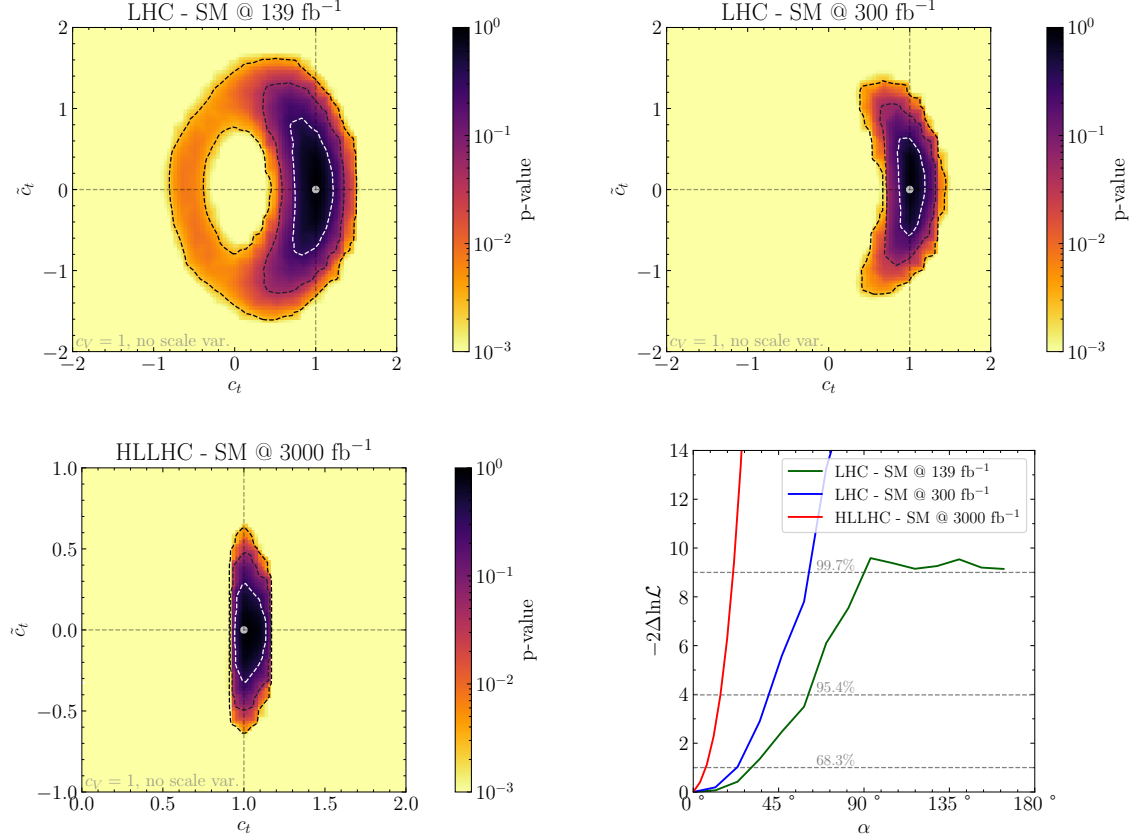 LHC - SM @ 139 fb⁻¹
2
1
0
−1
−2
c̃ₜ
c_V = 1, no scale var.
−2
−1
0
1
2
cₜ
10⁰
10⁻¹
10⁻²
10⁻³
p-value
LHC - SM @ 300 fb⁻¹
2
1
0
−1
−2
c̃ₜ
c_V = 1, no scale var.
−2
−1
0
1
2
cₜ
10⁰
10⁻¹
10⁻²
10⁻³
p-value
HLLHC - SM @ 3000 fb⁻¹
1.0
0.5
0.0
−0.5
−1.0
c̃ₜ
c_V = 1, no scale var.
0.0
0.5
1.0
1.5
2.0
cₜ
10⁰
10⁻¹
10⁻²
10⁻³
p-value
14
12
10
8
6
4
2
0
−2Δlnℒ
LHC - SM @ 139 fb⁻¹
LHC - SM @ 300 fb⁻¹
HLLHC - SM @ 3000 fb⁻¹
99.7%
95.4%
68.3%
0 °
45 °
90 °
135 °
180 °
α